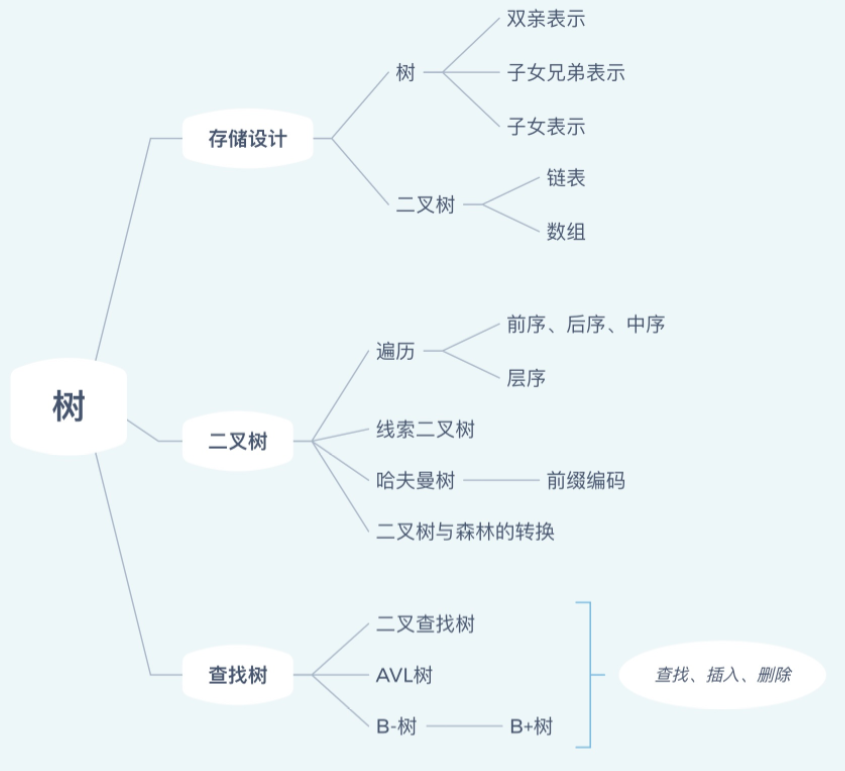 树
存储设计
树
双亲表示
子女兄弟表示
子女表示
二叉树
链表
数组
二叉树
遍历
前序、后序、中序
层序
线索二叉树
哈夫曼树
前缀编码
二叉树与森林的转换
查找树
二叉查找树
AVL树
B-树
B+树
查找、插入、删除